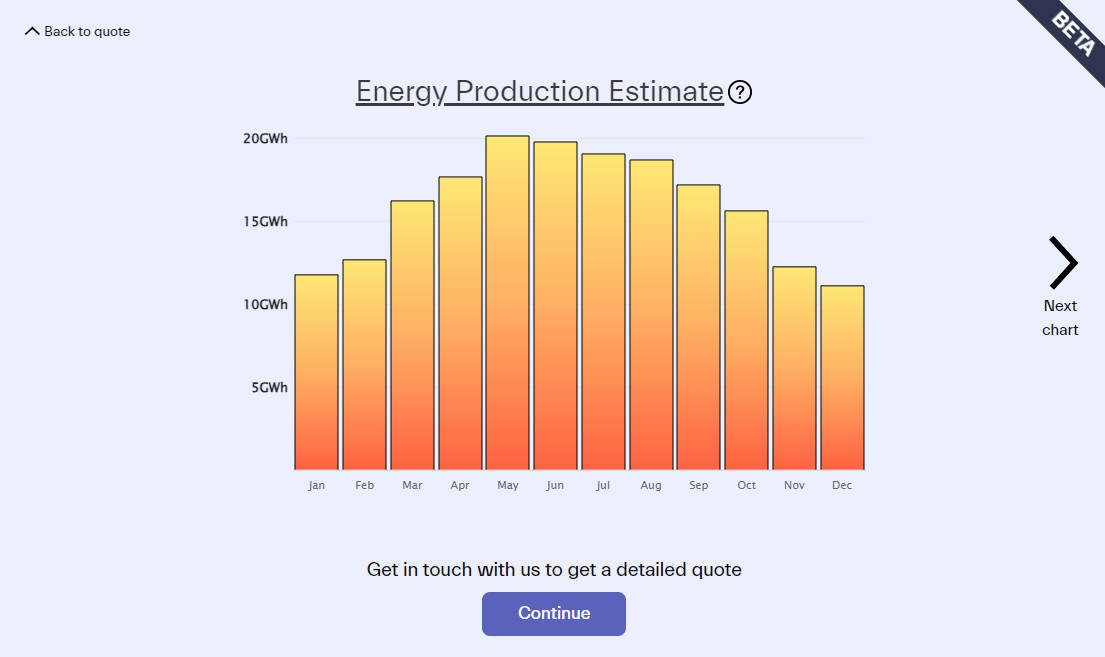 Back to quote
BETA
Energy Production Estimate ?
20GWh
15GWh
10GWh
5GWh
Jan Feb Mar Apr May Jun Jul Aug Sep Oct Nov Dec
Next
chart
Get in touch with us to get a detailed quote
Continue